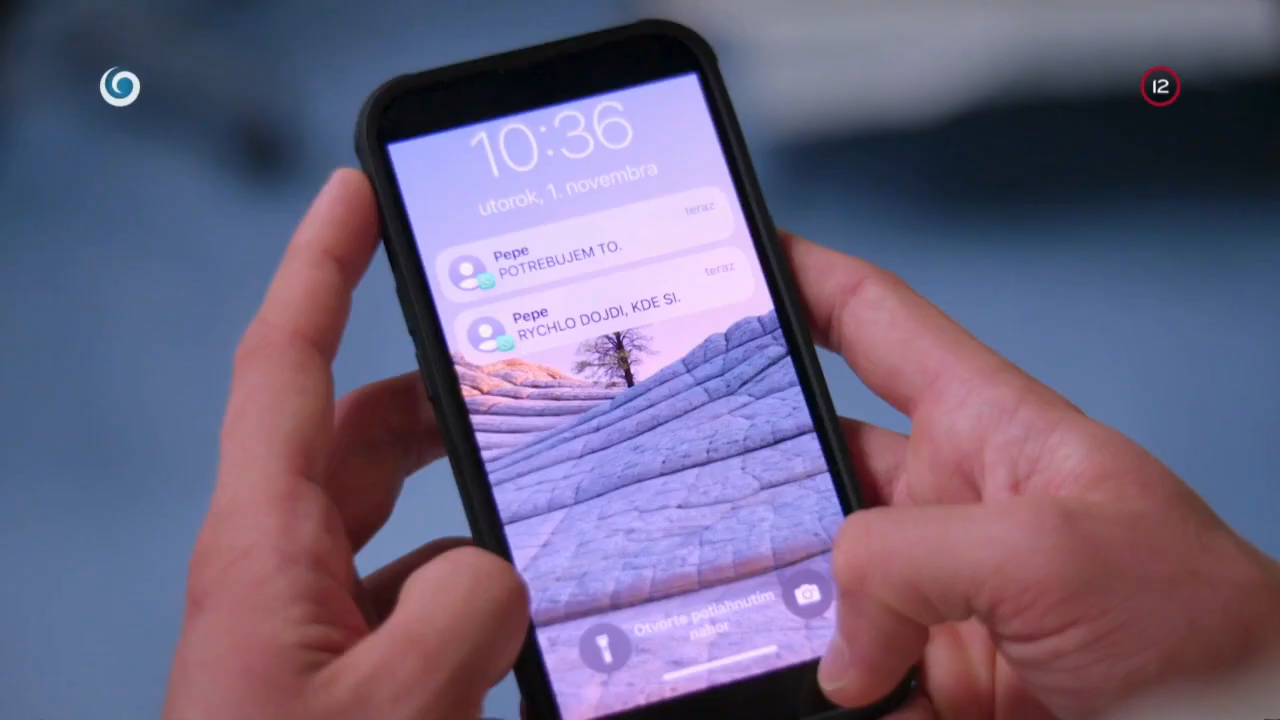 12
10:36
utorok, 1. novembra
teraz
Pepe
POTREBUJEM TO.
teraz
Pepe
RYCHLO DOJDI, KDE SI.
Otvorte potiahnutím
nahor